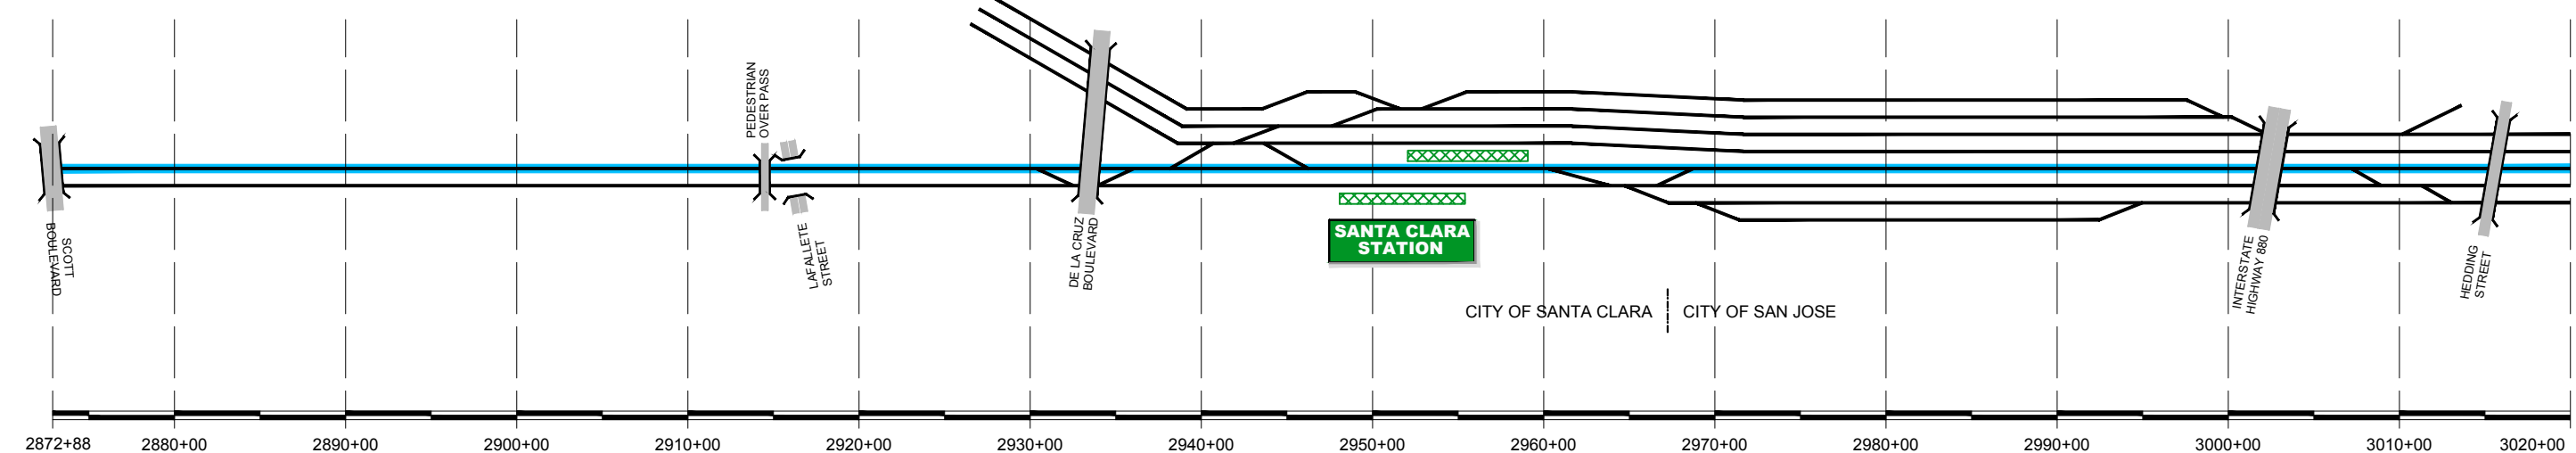 SCOTT
BOULEVARD
PEDESTRIAN
OVER PASS
LAFALLETE
STREET
DE LA CRUZ
BOULEVARD
SANTA CLARA
STATION
CITY OF SANTA CLARA
CITY OF SAN JOSE
INTERSTATE
HIGHWAY 880
HEDDING
STREET
2872+88
2880+00
2890+00
2900+00
2910+00
2920+00
2930+00
2940+00
2950+00
2960+00
2970+00
2980+00
2990+00
3000+00
3010+00
3020+00